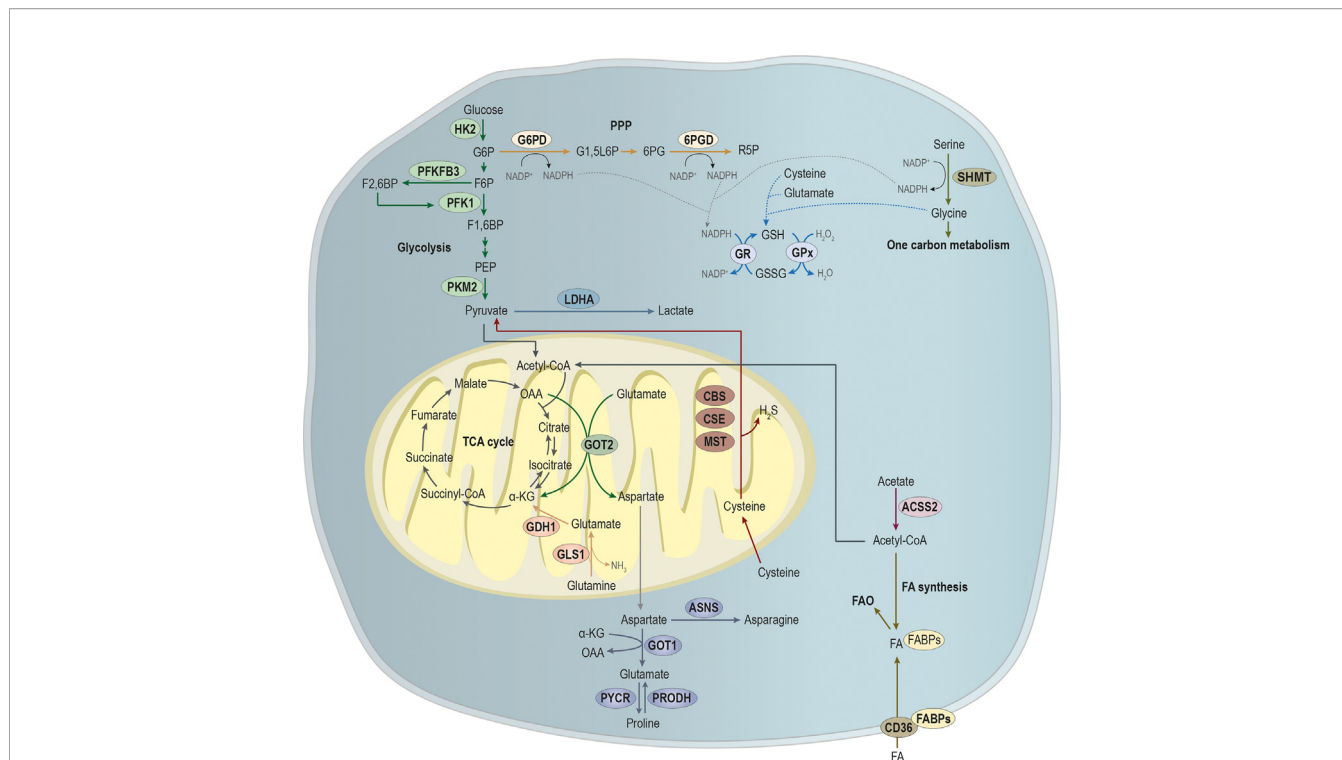 Glucose
HK2
G6P
G6PD
PPP
6PGD
G1,5L6P
6PG
R5P
NADP⁺
NADPH
NADP⁺
NADPH
PFKFB3
F2,6BP
F6P
PFK1
F1,6BP
Glycolysis
PEP
PKM2
Pyruvate
LDHA
Lactate
Cysteine
Glutamate
NADPH
GSH
H₂O₂
GR
GPx
NADP⁺
GSSG
H₂O
Serine
NADP⁺
SHMT
NADPH
Glycine
One carbon metabolism
Acetyl-CoA
Malate
OAA
Glutamate
Fumarate
Citrate
TCA cycle
GOT2
Succinate
Isocitrate
Succinyl-CoA
α-KG
Aspartate
GDH1
Glutamate
GLS1
NH₃
Glutamine
CBS
CSE
MST
H₂S
Cysteine
Cysteine
Acetate
ACSS2
Acetyl-CoA
FA synthesis
FAO
FA
FABPs
CD36
FABPs
FA
Aspartate
ASNS
Asparagine
α-KG
OAA
GOT1
Glutamate
PYCR
PRODH
Proline